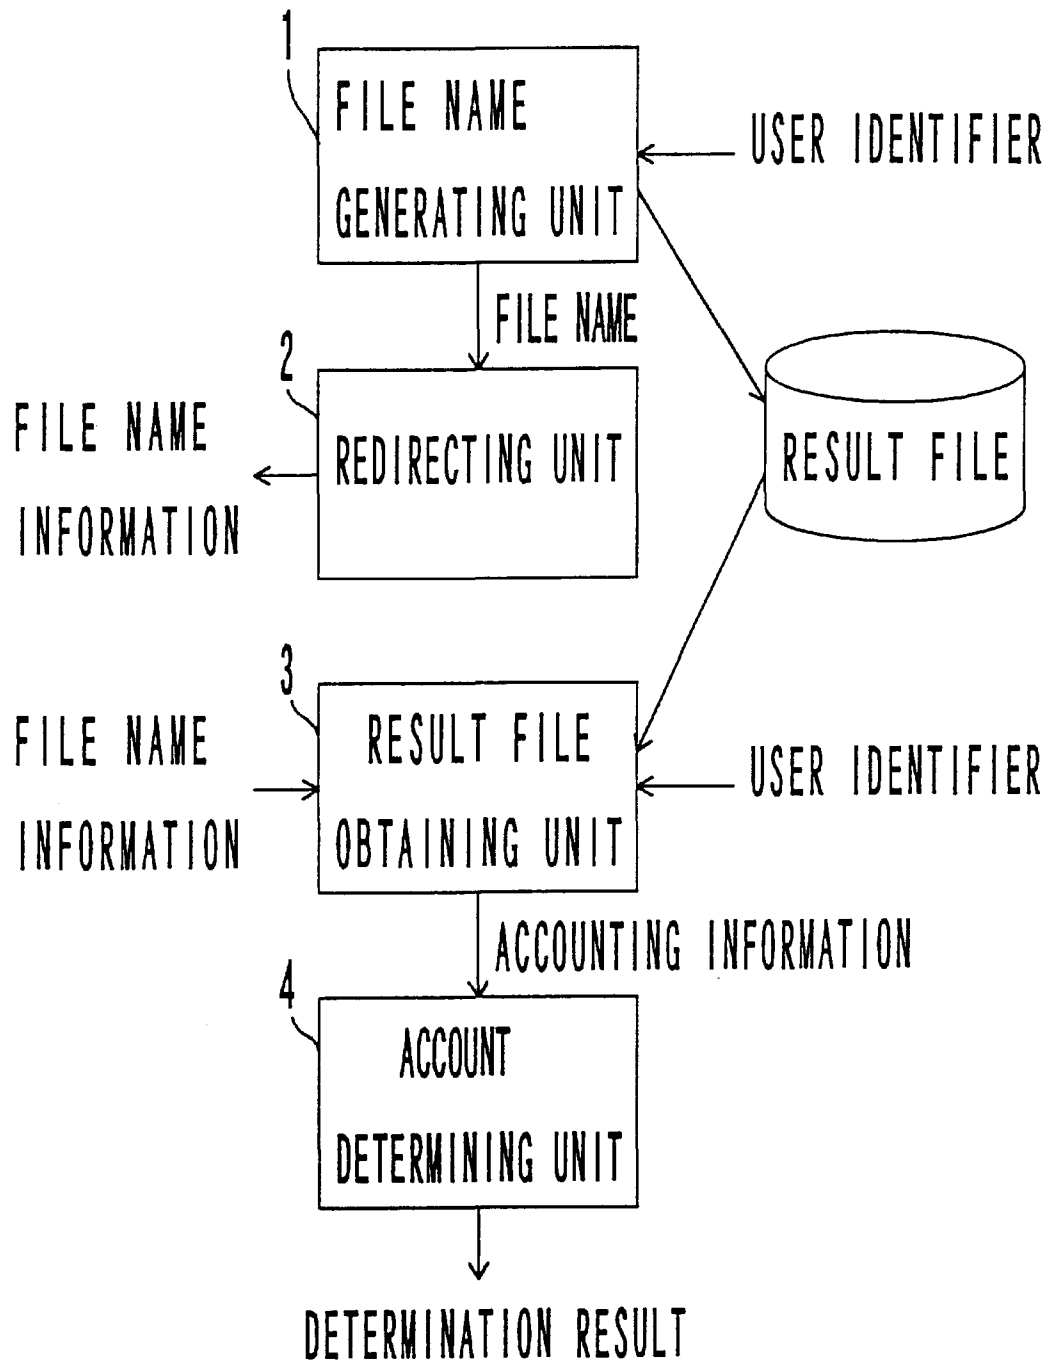 1
FILE NAME
GENERATING UNIT
USER IDENTIFIER
FILE NAME
2
REDIRECTING UNIT
FILE NAME
INFORMATION
RESULT FILE
3
RESULT FILE
OBTAINING UNIT
FILE NAME
INFORMATION
USER IDENTIFIER
ACCOUNTING INFORMATION
4
ACCOUNT
DETERMINING UNIT
DETERMINATION RESULT